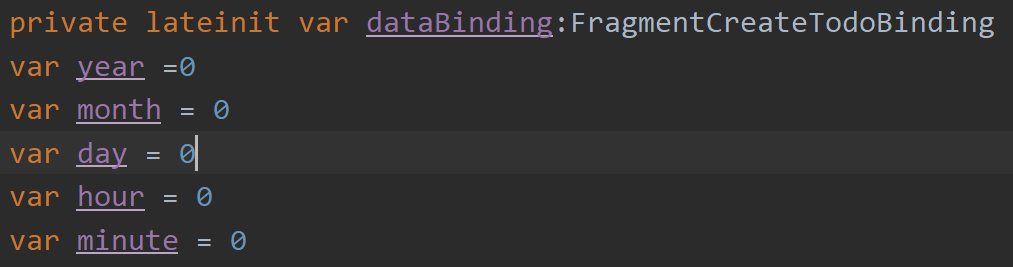 private lateinit var dataBinding:FragmentCreateTodoBinding
var year =0
var month = 0
var day = 0
var hour = 0
var minute = 0